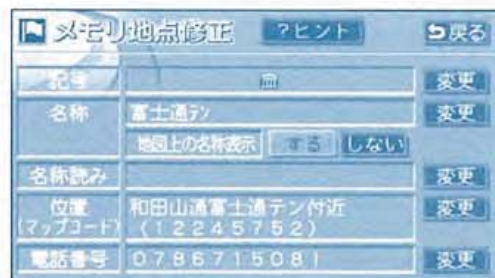 メモリ地点修正 ?ヒント 戻る
記号 変更
名称 富士通テン 変更
地図上の名称表示 する しない
名称読み 変更
位置 和田山通富士通テン付近 変更
(マップコード) (12245752)
電話番号 0786715081 変更